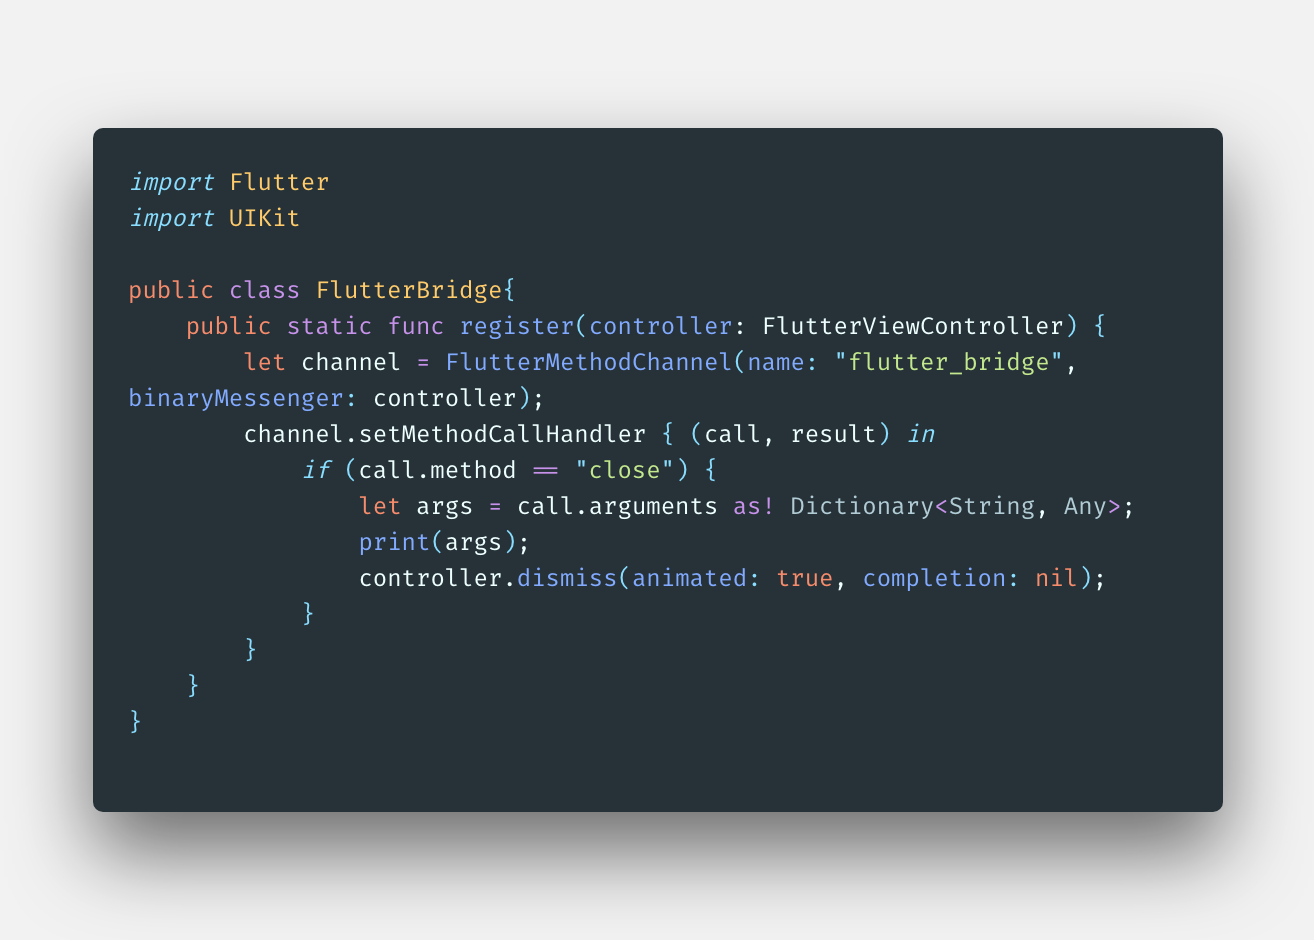 import Flutter
import UIKit

public class FlutterBridge{
    public static func register(controller: FlutterViewController) {
        let channel = FlutterMethodChannel(name: "flutter_bridge",
binaryMessenger: controller);
        channel.setMethodCallHandler { (call, result) in
            if (call.method == "close") {
                let args = call.arguments as! Dictionary<String, Any>;
                print(args);
                controller.dismiss(animated: true, completion: nil);
            }
        }
    }
}